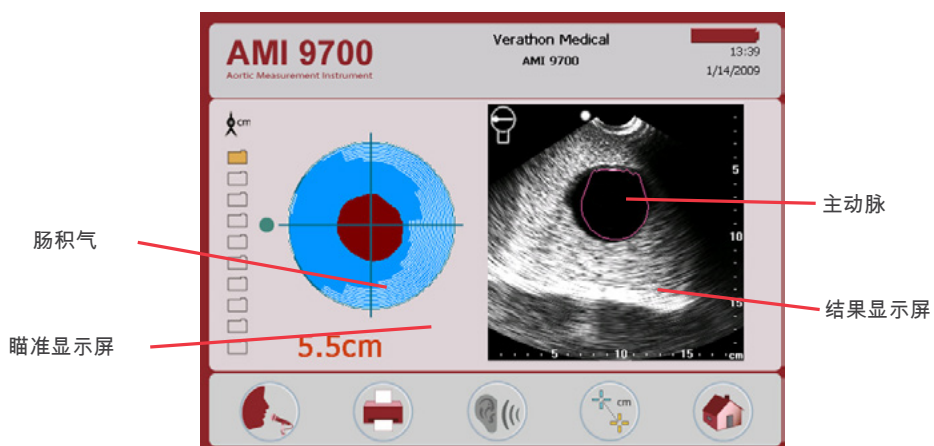 AMI 9700
Aortic Measurement Instrument
Verathon Medical
AMI 9700
13:39
1/14/2009
cm
5.5cm
5
10
15
5
10
15
cm
肠积气
瞄准显示屏
主动脉
结果显示屏
cm